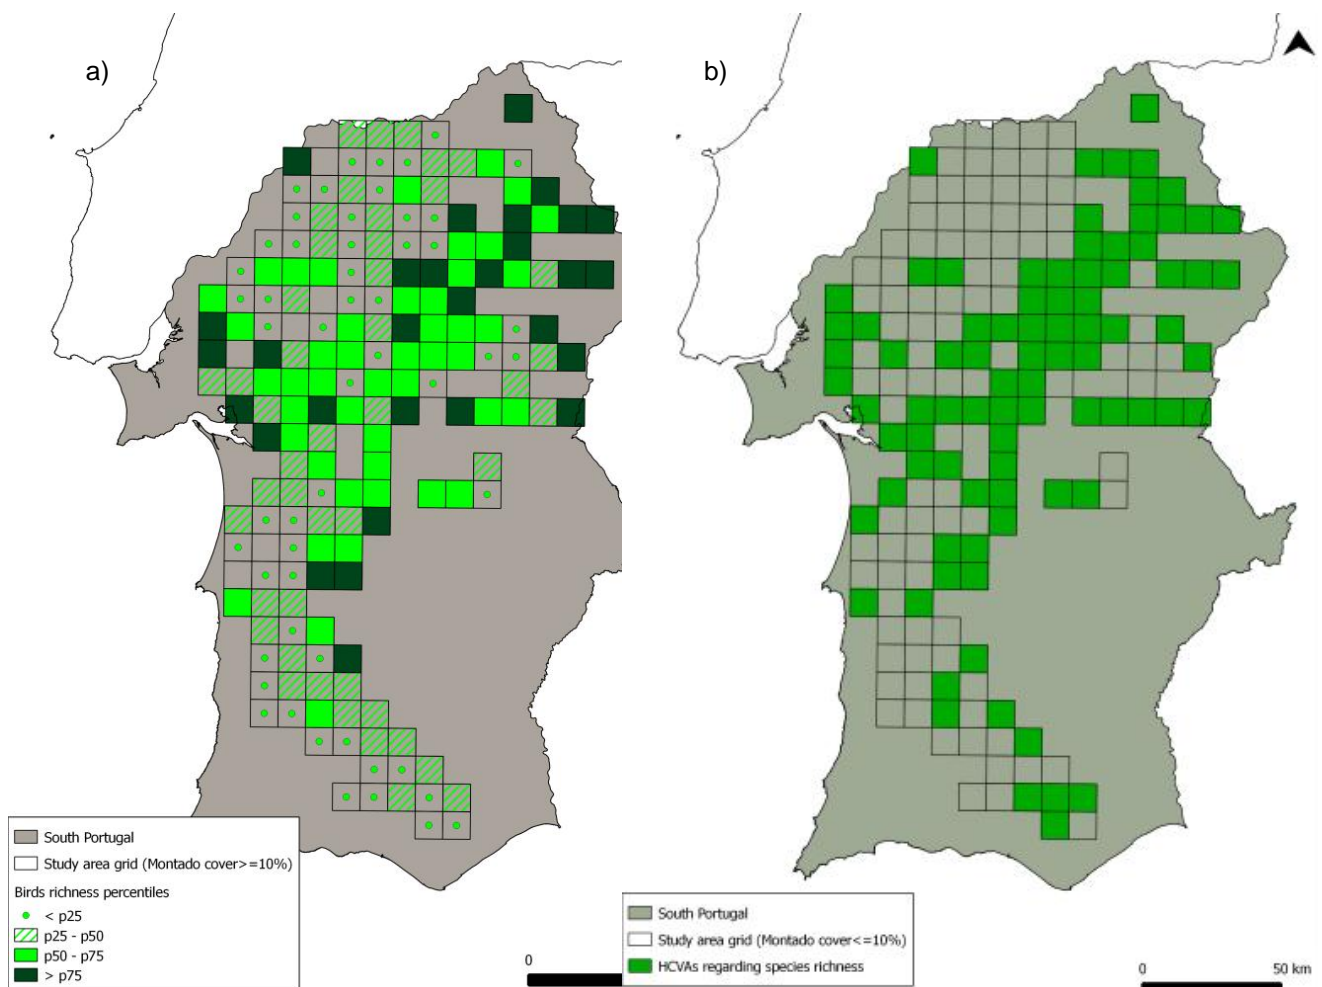 a)
b)
South Portugal
Study area grid (Montado cover>=10%)
Birds richness percentiles
< p25
p25 - p50
p50 - p75
> p75
0
South Portugal
Study area grid (Montado cover<=10%)
HCVAs regarding species richness
0 50 km